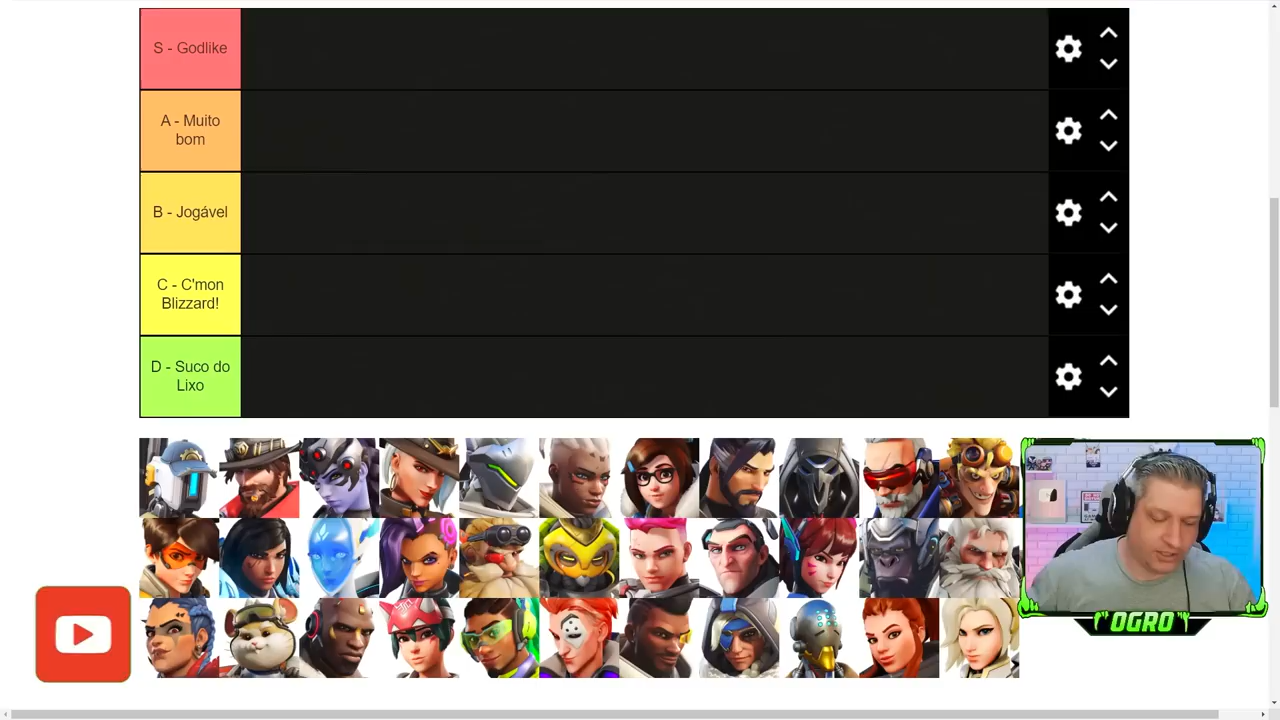 S - Godlike
A - Muito
bom
B - Jogável
C - C'mon
Blizzard!
D - Suco do
Lixo
OGRO